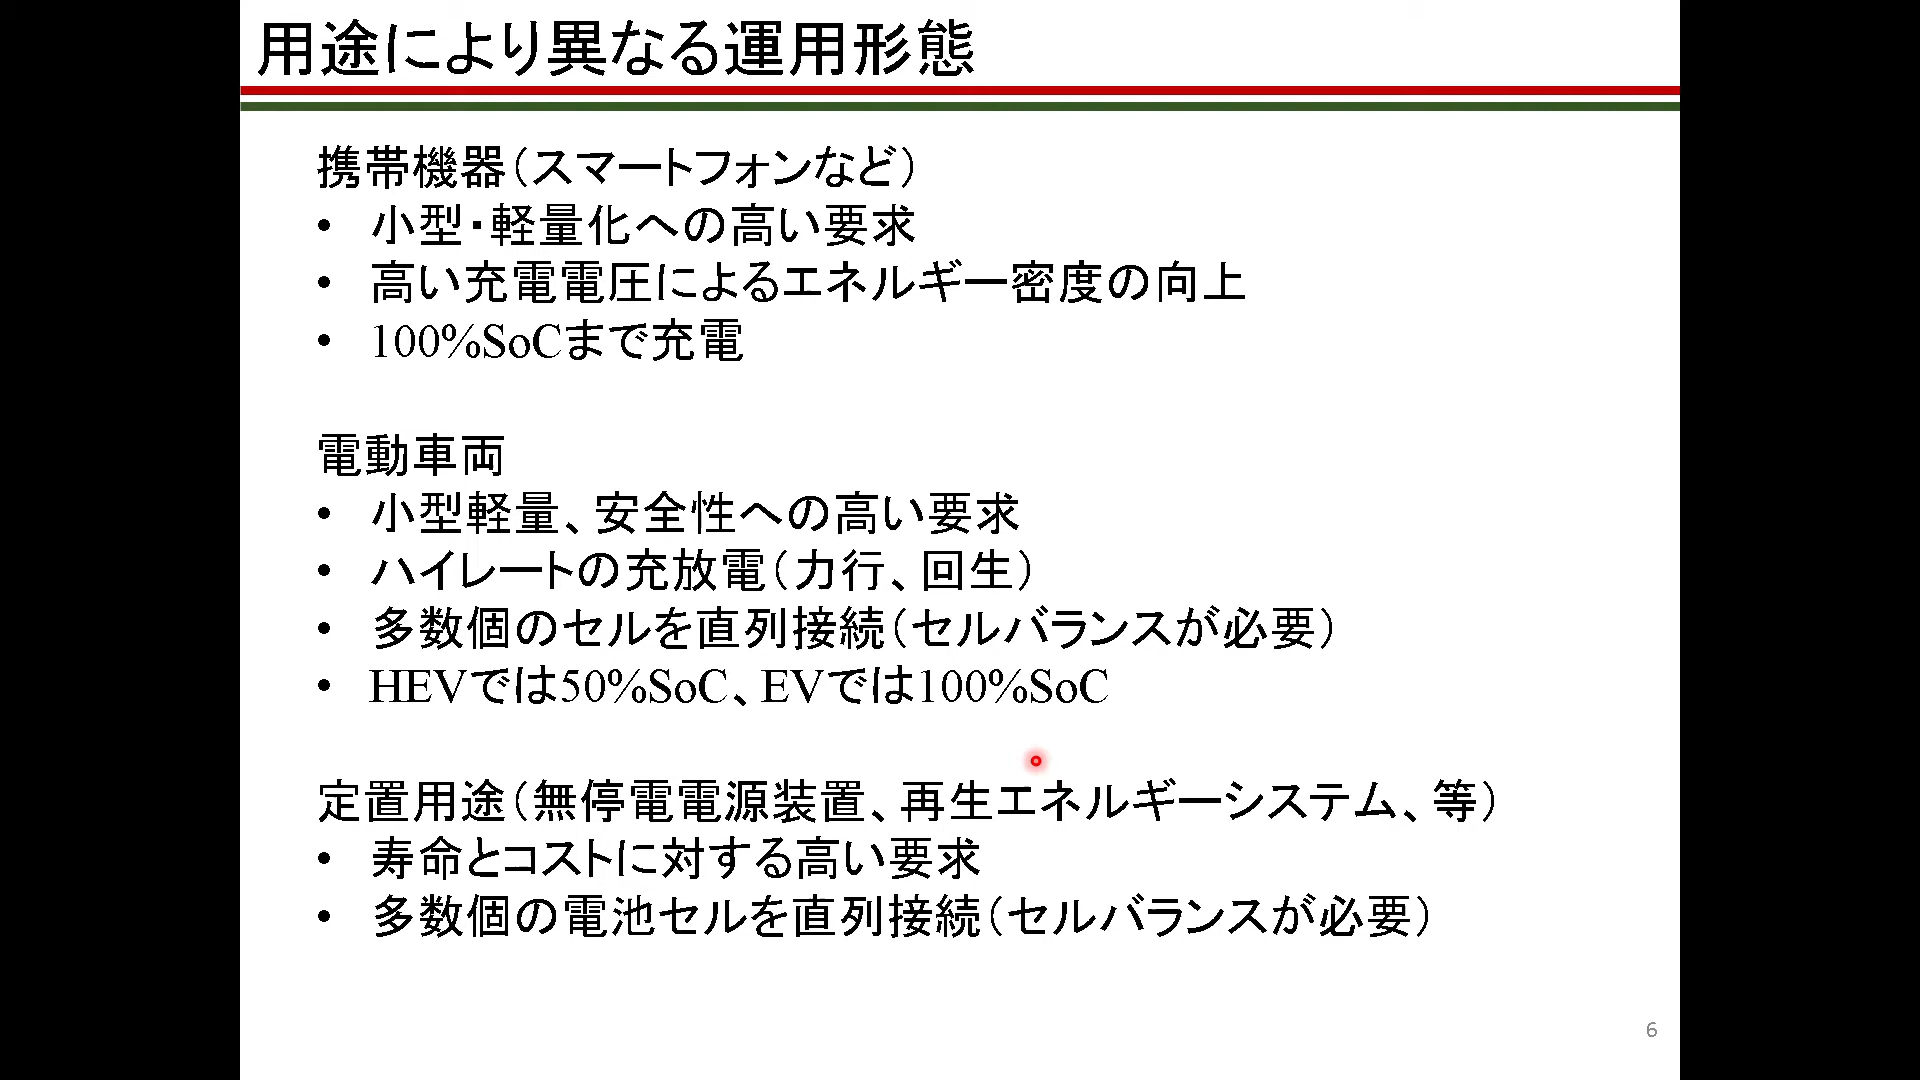 用途により異なる運用形態
携帯機器（スマートフォンなど）
• 小型・軽量化への高い要求
• 高い充電電圧によるエネルギー密度の向上
• 100%SoCまで充電
電動車両
• 小型軽量、安全性への高い要求
• ハイレートの充放電（力行、回生）
• 多数個のセルを直列接続（セルバランスが必要）
• HEVでは50%SoC、EVでは100%SoC
定置用途（無停電電源装置、再生エネルギーシステム、等）
• 寿命とコストに対する高い要求
• 多数個の電池セルを直列接続（セルバランスが必要）
6